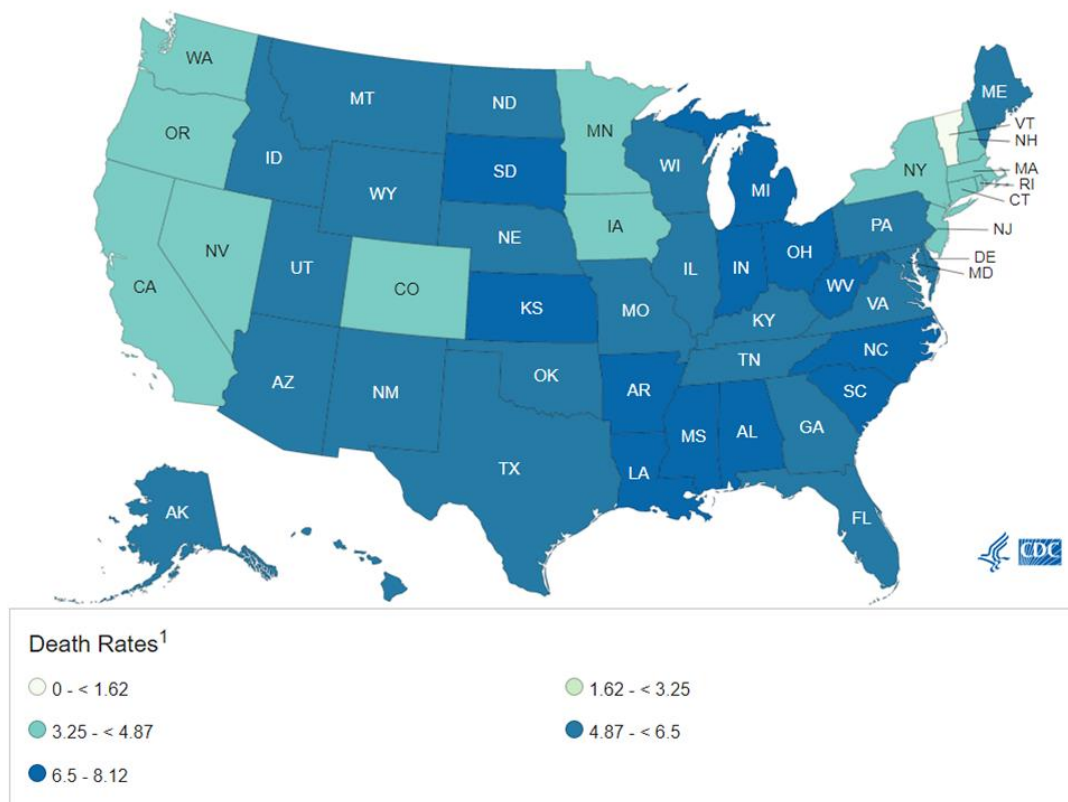 WA
MT
ND
ME
OR
MN
VT
NH
ID
WI
SD
NY
MA
WY
MI
RI
CT
IA
NE
PA
NJ
NV
OH
UT
IL
IN
DE
CA
CO
MD
WV
VA
KS
MO
KY
NC
TN
AZ
OK
NM
AR
SC
MS
AL
GA
TX
LA
AK
FL
CDC
Death Rates¹
0 - < 1.62
1.62 - < 3.25
3.25 - < 4.87
4.87 - < 6.5
6.5 - 8.12